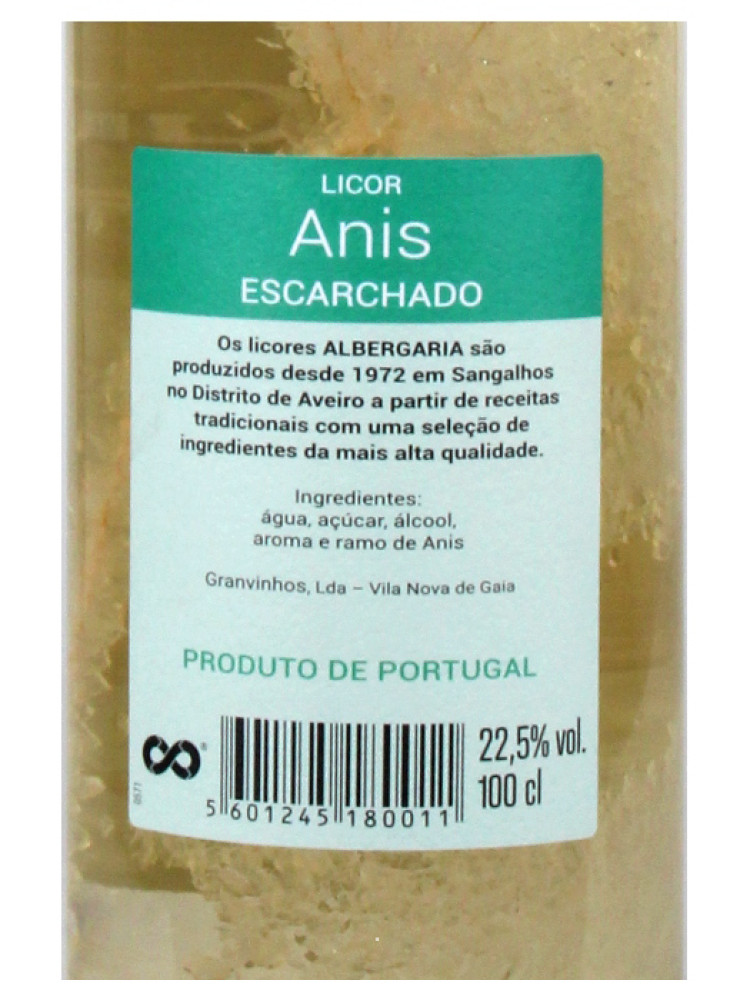 LICOR
Anis
ESCARCHADO
Os licores ALBERGARIA são
produzidos desde 1972 em Sangalhos
no Distrito de Aveiro a partir de receitas
tradicionais com uma seleção de
ingredientes da mais alta qualidade.
Ingredientes:
água, açúcar, álcool,
aroma e ramo de Anis
Granvinhos, Lda – Vila Nova de Gaia
PRODUTO DE PORTUGAL
22,5% vol.
100 cl
5 601245 180011